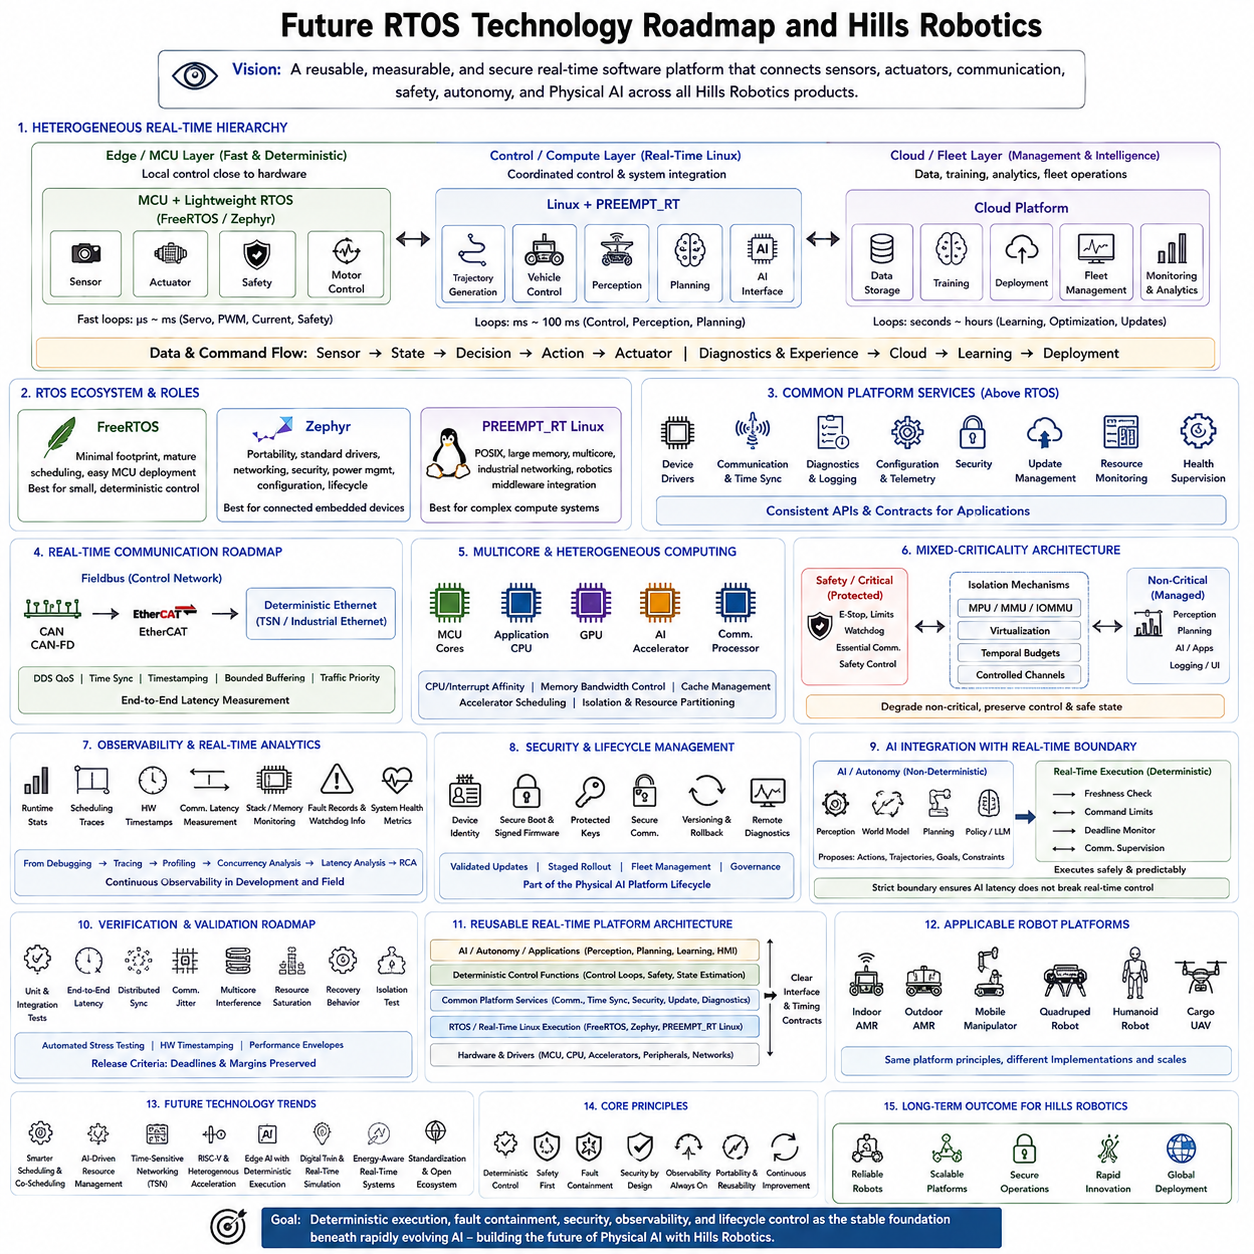 Future RTOS Technology Roadmap and Hills Robotics
Vision: A reusable, measurable, and secure real-time software platform that connects sensors, actuators, communication,
safety, autonomy, and Physical AI across all Hills Robotics products.
1. HETEROGENEOUS REAL-TIME HIERARCHY
Edge / MCU Layer (Fast & Deterministic)
Local control close to hardware
MCU + Lightweight RTOS
(FreeRTOS / Zephyr)
Sensor
Actuator
Safety
Motor
Control
Fast loops: µs ~ ms (Servo, PWM, Current, Safety)
Control / Compute Layer (Real-Time Linux)
Coordinated control & system integration
Linux + PREEMPT_RT
Trajectory
Generation
Vehicle
Control
Perception
Planning
AI
AI
Interface
Loops: ms ~ 100 ms (Control, Perception, Planning)
Cloud / Fleet Layer (Management & Intelligence)
Data, training, analytics, fleet operations
Cloud Platform
Data
Storage
Training
Deployment
Fleet
Management
Monitoring
& Analytics
Loops: seconds ~ hours (Learning, Optimization, Updates)
Data & Command Flow: Sensor → State → Decision → Action → Actuator | Diagnostics & Experience → Cloud → Learning → Deployment
2. RTOS ECOSYSTEM & ROLES
FreeRTOS
Minimal footprint, mature
scheduling, easy MCU deployment
Best for small, deterministic control
Zephyr
Portability, standard drivers,
networking, security, power mgmt,
configuration, lifecycle
Best for connected embedded devices
PREEMPT_RT Linux
POSIX, large memory, multicore,
industrial networking, robotics
middleware integration
Best for complex compute systems
3. COMMON PLATFORM SERVICES (Above RTOS)
Device
Drivers
Communication
& Time Sync
Diagnostics
& Logging
Configuration
& Telemetry
Security
Update
Management
Resource
Monitoring
Health
Supervision
Consistent APIs & Contracts for Applications
4. REAL-TIME COMMUNICATION ROADMAP
Fieldbus (Control Network)
CAN
CAN-FD
EtherCAT
EtherCAT
Deterministic Ethernet
(TSN / Industrial Ethernet)
DDS QoS | Time Sync | Timestamping | Bounded Buffering | Traffic Priority
End-to-End Latency Measurement
5. MULTICORE & HETEROGENEOUS COMPUTING
MCU
Cores
Application
CPU
GPU
AI
Accelerator
Comm.
Processor
CPU/Interrupt Affinity | Memory Bandwidth Control | Cache Management
Accelerator Scheduling | Isolation & Resource Partitioning
6. MIXED-CRITICALITY ARCHITECTURE
Safety / Critical
(Protected)
E-Stop, Limits
Watchdog
Essential Comm.
Safety Control
Isolation Mechanisms
MPU / MMU / IOMMU
Virtualization
Temporal Budgets
Controlled Channels
Non-Critical
(Managed)
Perception
Planning
AI / Apps
Logging / UI
Degrade non-critical, preserve control & safe state
7. OBSERVABILITY & REAL-TIME ANALYTICS
Runtime
Stats
Scheduling
Traces
HW
Timestamps
Comm. Latency
Measurement
Stack / Memory
Monitoring
Fault Records &
Watchdog Info
System Health
Metrics
From Debugging → Tracing → Profiling → Concurrency Analysis → Latency Analysis → RCA
Continuous Observability in Development and Field
8. SECURITY & LIFECYCLE MANAGEMENT
Device
Identity
Secure Boot &
Signed Firmware
Protected
Keys
Secure
Comm.
Versioning &
Rollback
Remote
Diagnostics
Validated Updates | Staged Rollout | Fleet Management | Governance
Part of the Physical AI Platform Lifecycle
9. AI INTEGRATION WITH REAL-TIME BOUNDARY
AI / Autonomy (Non-Deterministic)
Perception
World Model
Planning
Policy / LLM
Proposes: Actions, Trajectories, Goals, Constraints
Real-Time Execution (Deterministic)
Freshness Check
Command Limits
Deadline Monitor
Comm. Supervision
Executes safely & predictably
Strict boundary ensures AI latency does not break real-time control
10. VERIFICATION & VALIDATION ROADMAP
Unit &
Integration
Tests
End-to-End
Latency
Distributed
Sync
Comm.
Jitter
Multicore
Interference
Resource
Saturation
Recovery
Behavior
Isolation
Test
Automated Stress Testing | HW Timestamping | Performance Envelopes
Release Criteria: Deadlines & Margins Preserved
11. REUSABLE REAL-TIME PLATFORM ARCHITECTURE
AI / Autonomy / Applications (Perception, Planning, Learning, HMI)
Deterministic Control Functions (Control Loops, Safety, State Estimation)
Common Platform Services (Comm., Time Sync, Security, Update, Diagnostics)
RTOS / Real-Time Linux Execution (FreeRTOS, Zephyr, PREEMPT_RT Linux)
Hardware & Drivers (MCU, CPU, Accelerators, Peripherals, Networks)
Clear
Interface
& Timing
Contracts
12. APPLICABLE ROBOT PLATFORMS
Indoor
AMR
Outdoor
AMR
Mobile
Manipulator
Quadruped
Robot
Humanoid
Robot
Cargo
UAV
Same platform principles, different Implementations and scales
13. FUTURE TECHNOLOGY TRENDS
Smarter
Scheduling &
Co-Scheduling
AI-Driven
Resource
Management
Time-Sensitive
Networking
(TSN)
RISC-V &
Heterogenous
Acceleration
AI
Edge AI with
Deterministic
Execution
Digital Twin &
Real-Time
Simulation
Energy-Aware
Real-Time
Systems
Standardization
& Open
Ecosystem
14. CORE PRINCIPLES
Deterministic
Control
Safety
First
Fault
Containment
Security by
Design
Observability
Always On
Portability &
Reusability
Continuous
Improvement
15. LONG-TERM OUTCOME FOR HILLS ROBOTICS
Reliable
Robots
Scalable
Platforms
Secure
Operations
Rapid
Innovation
Global
Deployment
Goal: Deterministic execution, fault containment, security, observability, and lifecycle control as the stable foundation
beneath rapidly evolving AI – building the future of Physical AI with Hills Robotics.